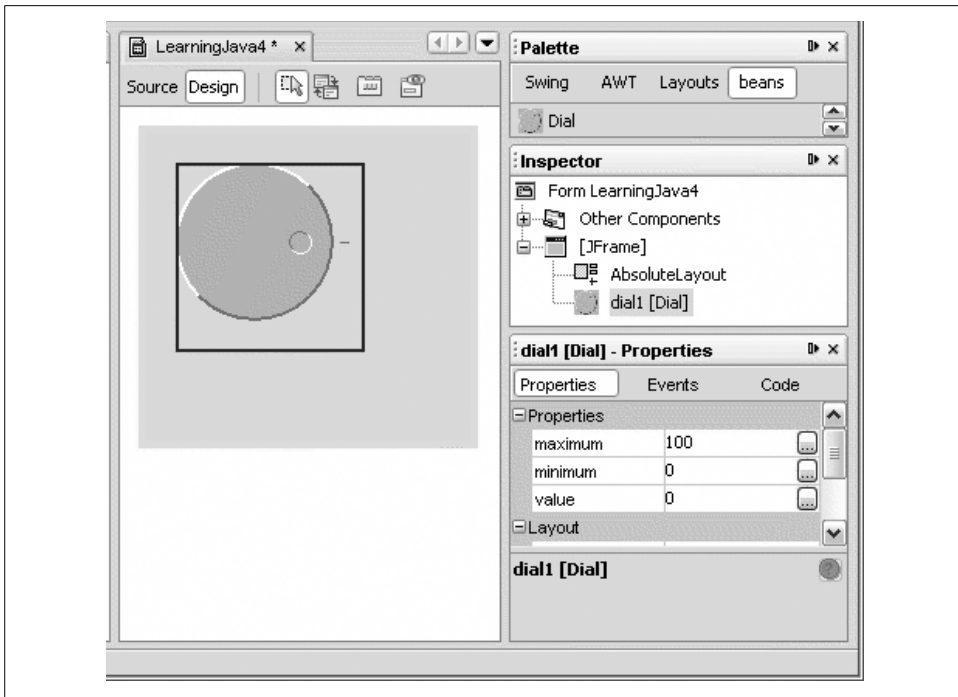 LearningJava4 *
Source Design
Palette
Swing AWT Layouts beans
Dial
Inspector
Form LearningJava4
Other Components
[JFrame]
AbsoluteLayout
dial1 [Dial]
dial1 [Dial] - Properties
Properties Events Code
Properties
maximum 100 ...
minimum 0 ...
value 0 ...
Layout
dial1 [Dial]